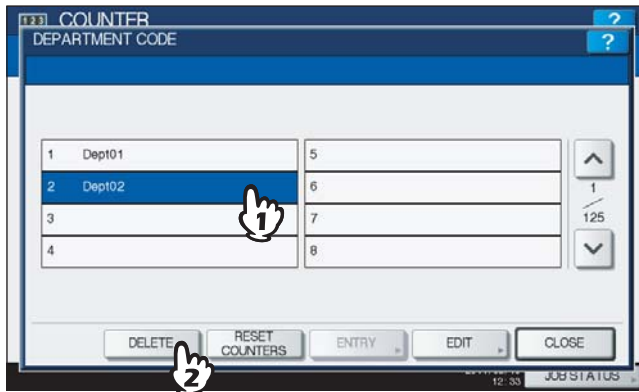 123 COUNTER ?
DEPARTMENT CODE ?
1 Dept01 5
2 Dept02 6
3 7
4 8
1
1
125
2
DELETE RESET COUNTERS ENTRY EDIT CLOSE
12:33 JOB STATUS